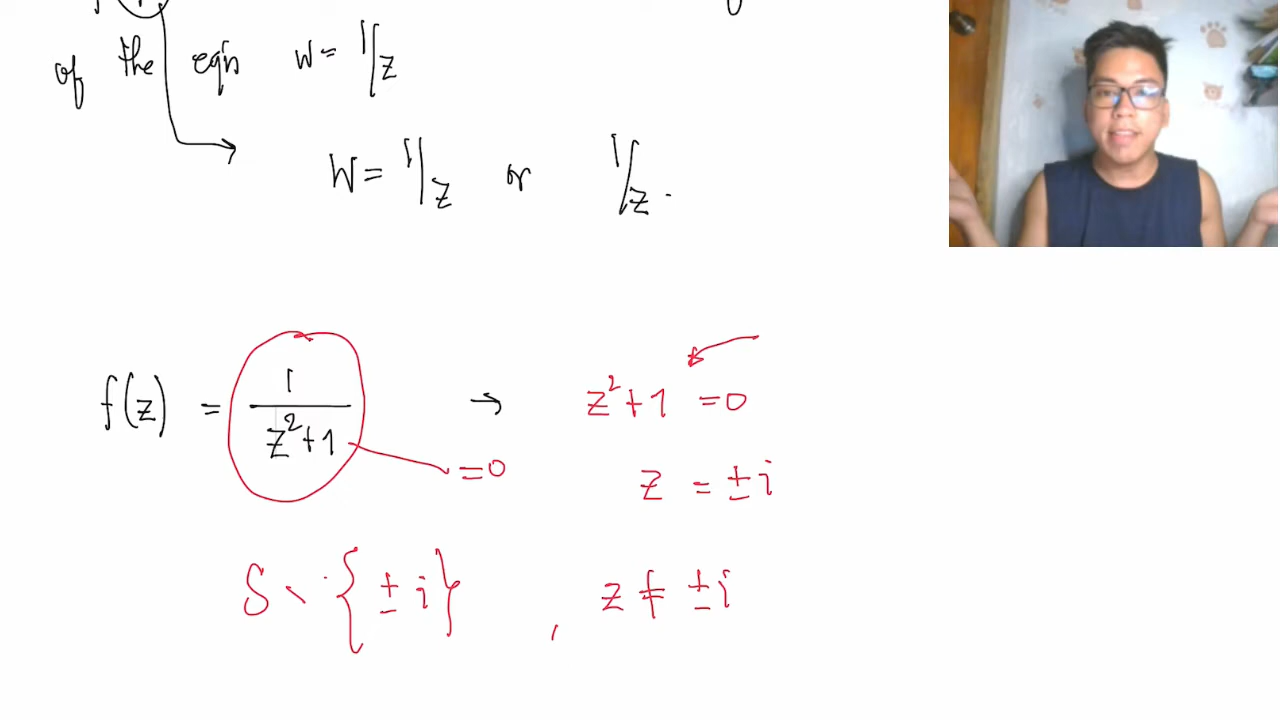 of the eqn w = 1/z
W = 1/z or 1/z.
f(z) = 1/(z²+1) → z²+1 = 0
= 0
z = ±i
S \ {±i} , z ≠ ±i